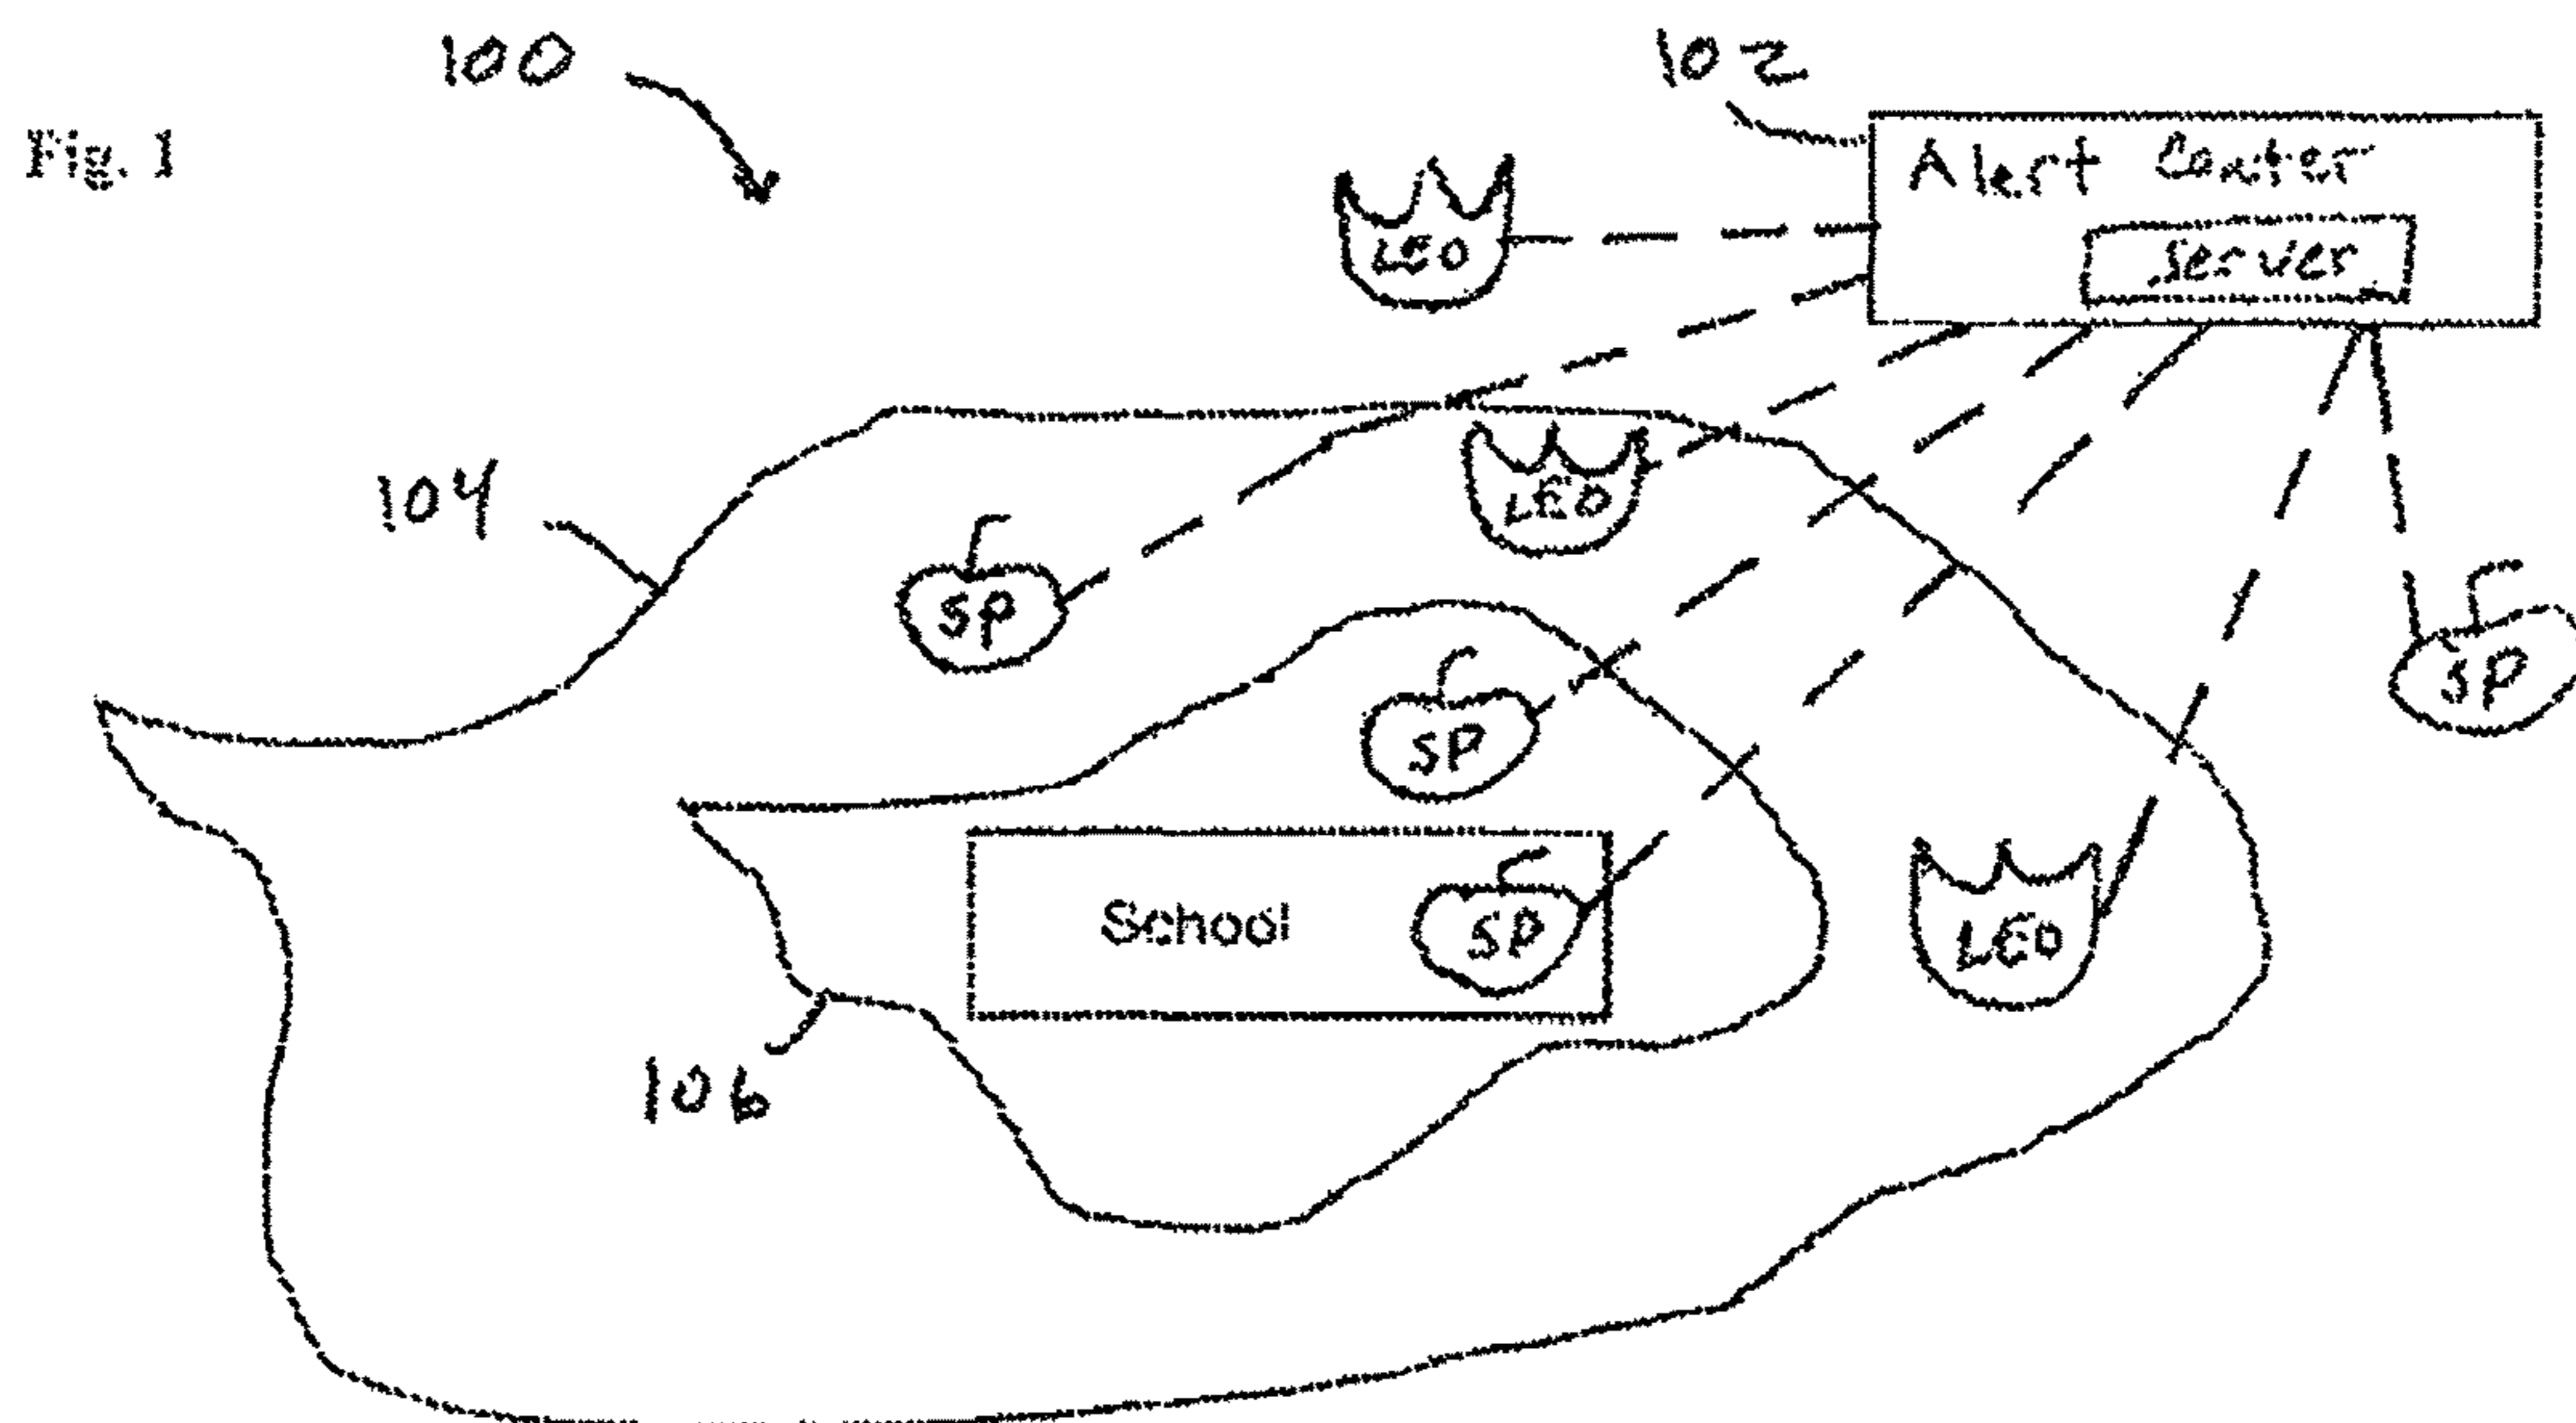 100
102
Fig. 1
Alert Center
LEO
Server
104
LEO
SP
SP
SP
School
SP
LEO
106